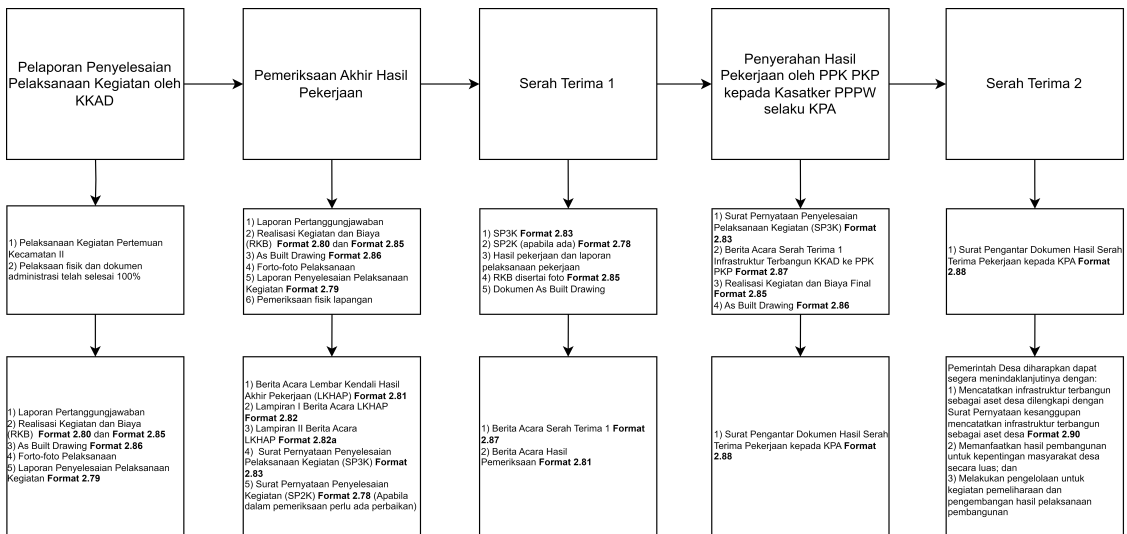 Pelaporan Penyelesaian
Pelaksanaan Kegiatan oleh
KKAD
Pemeriksaan Akhir Hasil
Pekerjaan
Serah Terima 1
Penyerahan Hasil
Pekerjaan oleh PPK PKP
kepada Kasatker PPPW
selaku KPA
Serah Terima 2
1) Pelaksanaan Kegiatan Pertemuan
Kecamatan II
2) Pelaksaan fisik dan dokumen
administrasi telah selesai 100%
1) Laporan Pertanggungjawaban
2) Realisasi Kegiatan dan Biaya
(RKB) Format 2.80 dan Format 2.85
3) As Built Drawing Format 2.86
4) Forto-foto Pelaksanaan
5) Laporan Penyelesaian Pelaksanaan
Kegiatan Format 2.79
6) Pemeriksaan fisik lapangan
1) SP3K Format 2.83
2) SP2K (apabila ada) Format 2.78
3) Hasil pekerjaan dan laporan
pelaksanaan pekerjaan
4) RKB disertai foto Format 2.85
5) Dokumen As Built Drawing
1) Surat Pernyataan Penyelesaian
Pelaksanaan Kegiatan (SP3K) Format
2.83
2) Berita Acara Serah Terima 1
Infrastruktur Terbangun KKAD ke PPK
PKP Format 2.87
3) Realisasi Kegiatan dan Biaya Final
Format 2.85
4) As Built Drawing Format 2.86
1) Surat Pengantar Dokumen Hasil Serah
Terima Pekerjaan kepada KPA Format
2.88
1) Laporan Pertanggungjawaban
2) Realisasi Kegiatan dan Biaya
(RKB) Format 2.80 dan Format 2.85
3) As Built Drawing Format 2.86
4) Forto-foto Pelaksanaan
5) Laporan Penyelesaian Pelaksanaan
Kegiatan Format 2.79
1) Berita Acara Lembar Kendali Hasil
Akhir Pekerjaan (LKHAP) Format 2.81
2) Lampiran I Berita Acara LKHAP
Format 2.82
3) Lampiran II Berita Acara
LKHAP Format 2.82a
4) Surat Pernyataan Penyelesaian
Pelaksanaan Kegiatan (SP3K) Format
2.83
5) Surat Pernyataan Penyelesaian
Kegiatan (SP2K) Format 2.78 (Apabila
dalam pemeriksaan perlu ada perbaikan)
1) Berita Acara Serah Terima 1 Format
2.87
2) Berita Acara Hasil
Pemeriksaan Format 2.81
1) Surat Pengantar Dokumen Hasil Serah
Terima Pekerjaan kepada KPA Format
2.88
Pemerintah Desa diharapkan dapat
segera menindaklanjutinya dengan:
1) Mencatatkan infrastruktur terbangun
sebagai aset desa dilengkapi dengan
Surat Pernyataan kesanggupan
mencatatkan infrastruktur terbangun
sebagai aset desa Format 2.90
2) Memanfaatkan hasil pembangunan
untuk kepentingan masyarakat desa
secara luas; dan
3) Melakukan pengelolaan untuk
kegiatan pemeliharaan dan
pengembangan hasil pelaksanaan
pembangunan